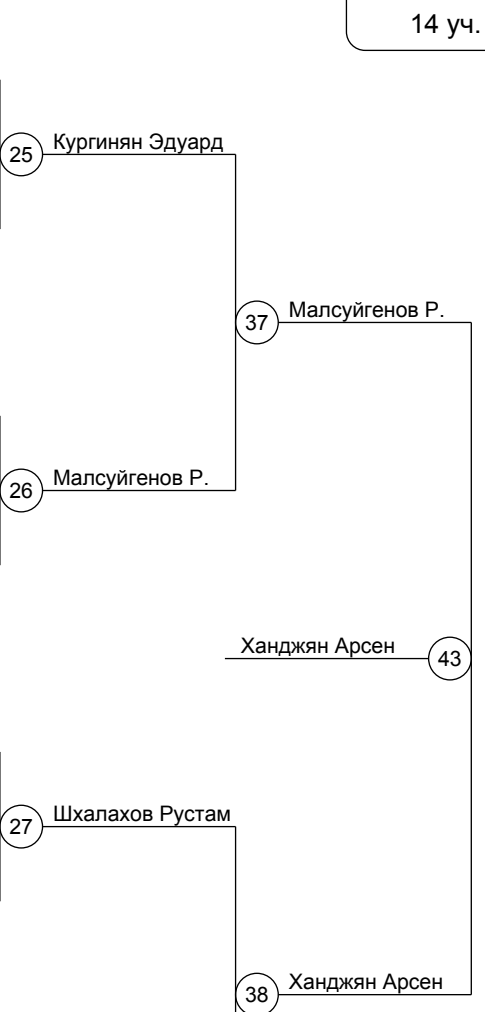 14 уч.
25 Кургинян Эдуард
37 Малсуйгенов Р.
26 Малсуйгенов Р.
Ханджян Арсен 43
27 Шхалахов Рустам
38 Ханджян Арсен